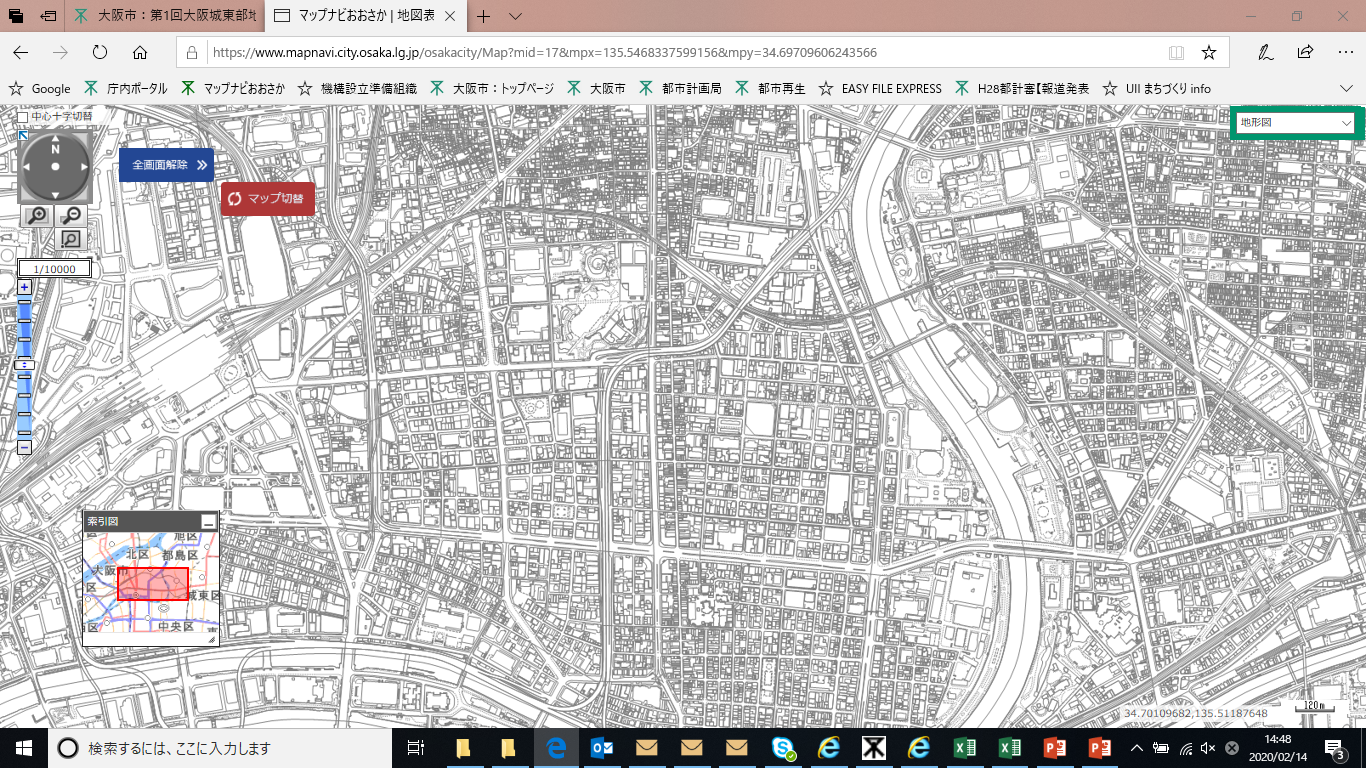 大阪市：第1回大阪城東部地
マップナビおおさか | 地図表
https://www.mapnavi.city.osaka.lg.jp/osakacity/Map?mid=17&mpx=135.5468337599156&mpy=34.69709606243566
Google
庁内ポータル
マップナビおおさか
機構設立準備組織
大阪市：トップページ
大阪市
都市計画局
都市再生
EASY FILE EXPRESS
H28都計審【報道発表
UII まちづくり info
中心十字切替
地形図
N
全画面解除
マップ切替
1/10000
索引図
旭区
北区
都島区
大阪市
区
城東区
中央区
区
34.70109682,135.51187648
120m
検索するには、ここに入力します
14:48
2020/02/14
3